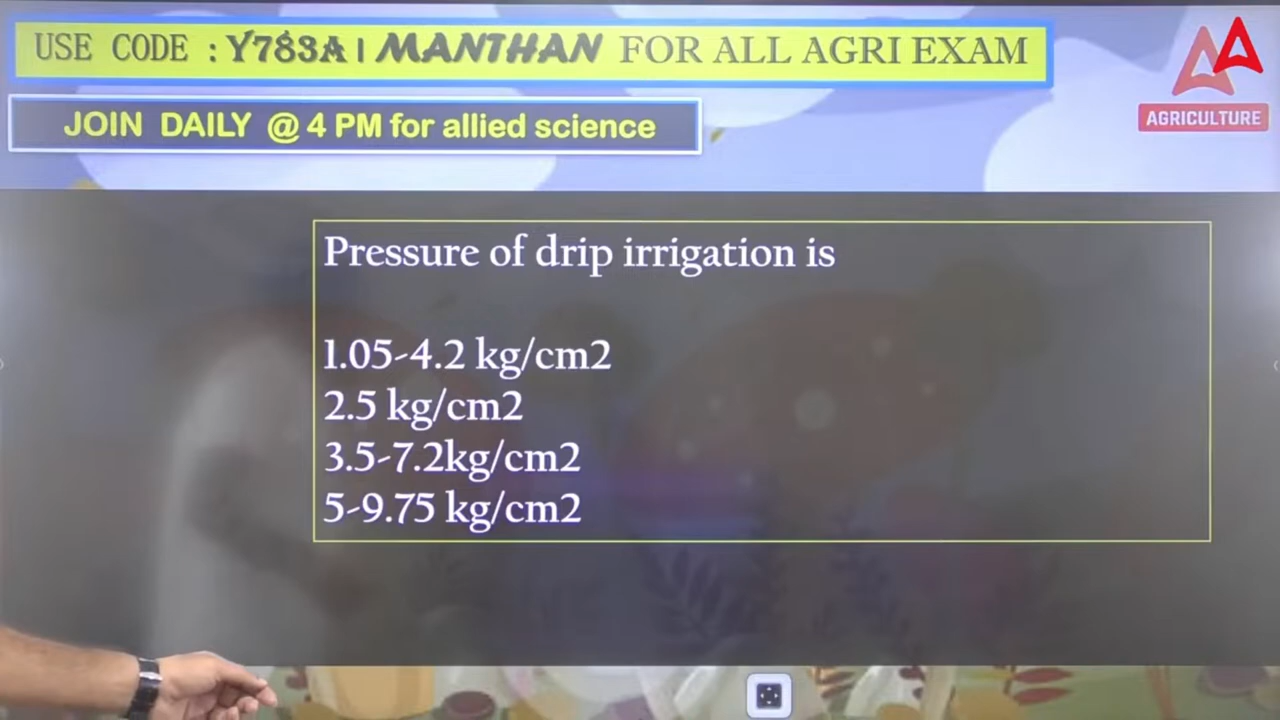 USE CODE : Y783A | MANTHAN FOR ALL AGRI EXAM
JOIN DAILY @ 4 PM for allied science
AGRICULTURE
Pressure of drip irrigation is
1.05-4.2 kg/cm2
2.5 kg/cm2
3.5-7.2kg/cm2
5-9.75 kg/cm2